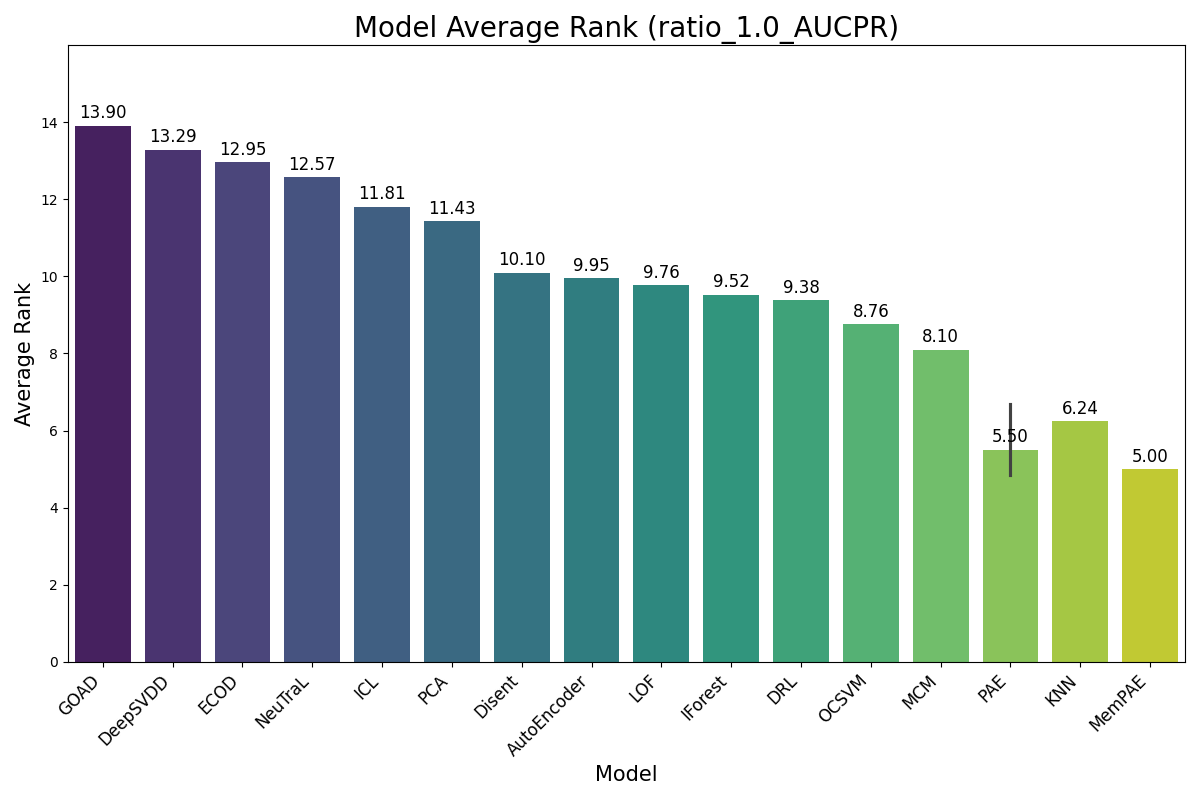 Model Average Rank (ratio_1.0_AUCPR)
Average Rank
14
12
10
8
6
4
2
0
13.90
13.29
12.95
12.57
11.81
11.43
10.10
9.95
9.76
9.52
9.38
8.76
8.10
5.50
6.24
5.00
GOAD
DeepSVDD
ECOD
NeuTraL
ICL
PCA
Disent
AutoEncoder
LOF
IForest
DRL
OCSVM
MCM
PAE
KNN
MemPAE
Model